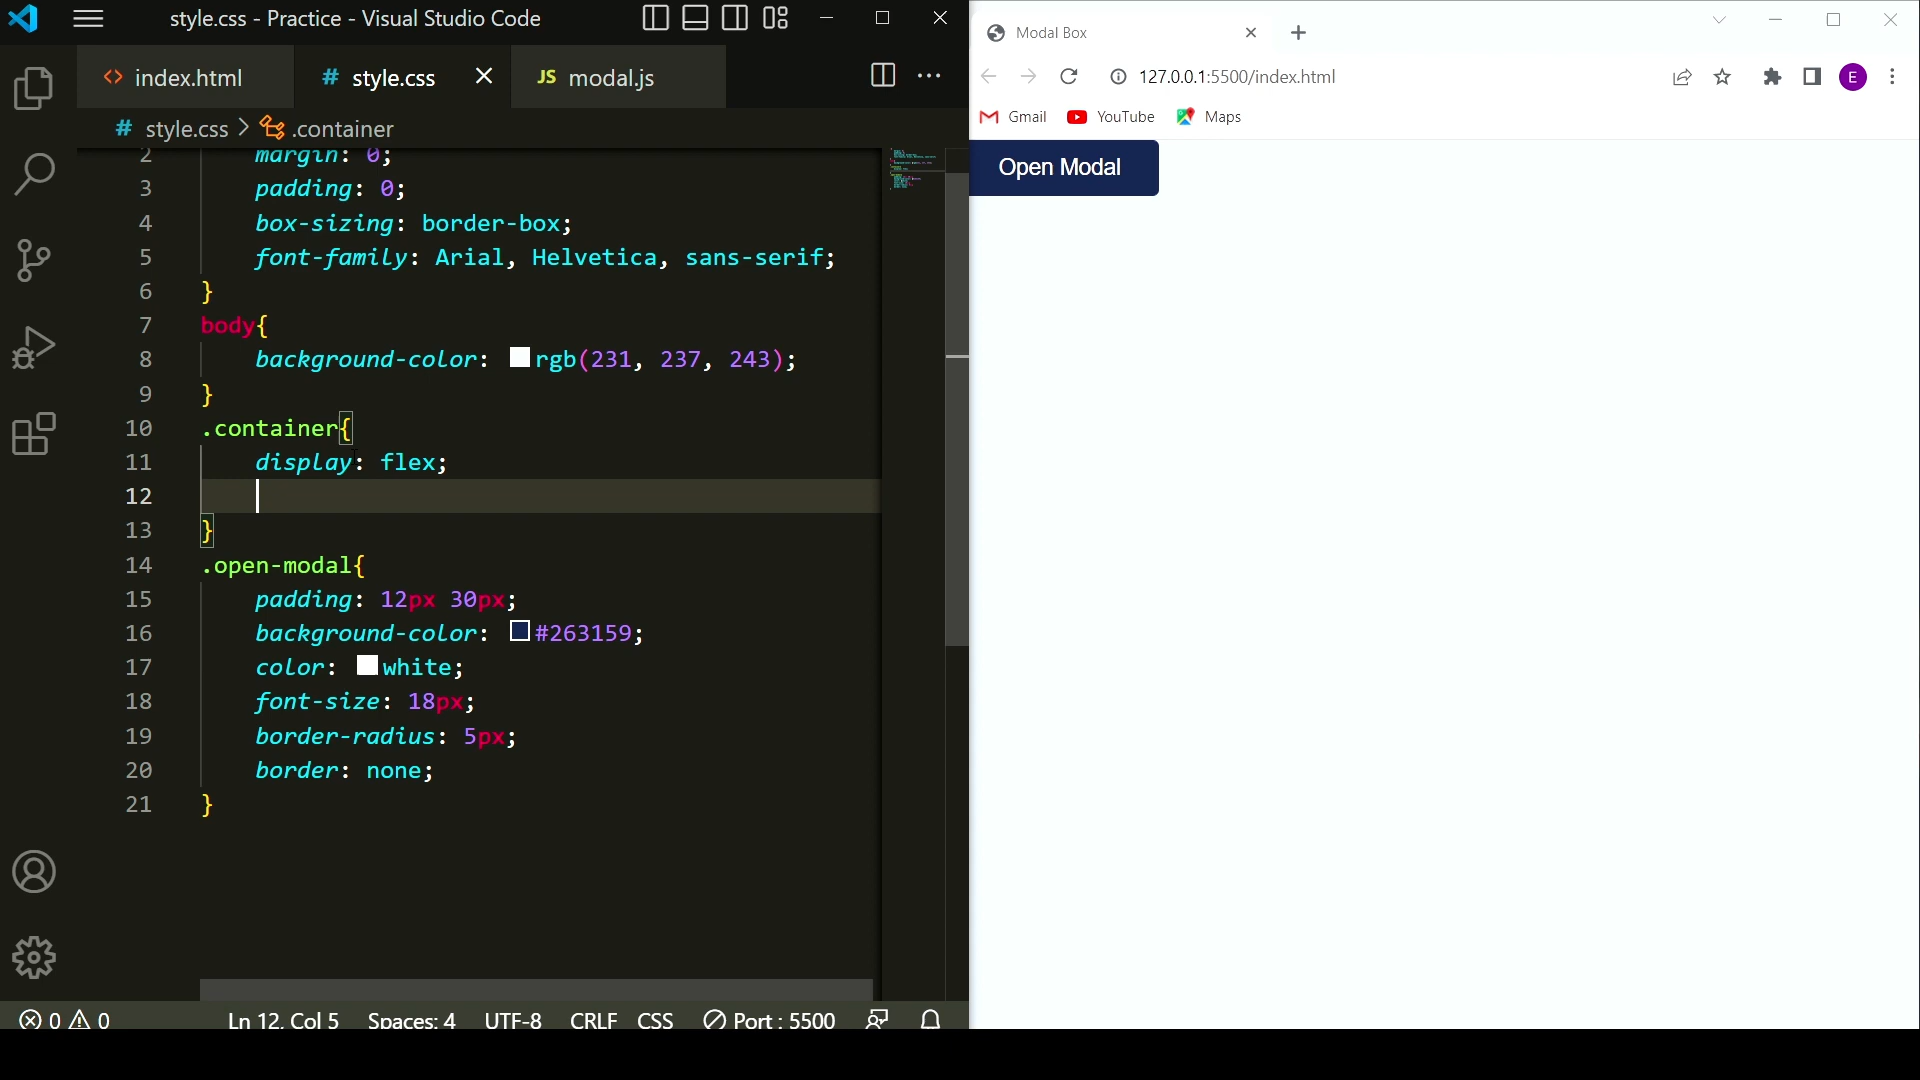 style.css - Practice - Visual Studio Code
index.html
# style.css
JS modal.js
# style.css > .container
2 margin: 0;
3 padding: 0;
4 box-sizing: border-box;
5 font-family: Arial, Helvetica, sans-serif;
6 }
7 body{
8 background-color: rgb(231, 237, 243);
9 }
10 .container{
11 display: flex;
12
13 }
14 .open-modal{
15 padding: 12px 30px;
16 background-color: #263159;
17 color: white;
18 font-size: 18px;
19 border-radius: 5px;
20 border: none;
21 }
0 0 Ln 12, Col 5 Spaces: 4 UTF-8 CRLF CSS Port : 5500
Modal Box
127.0.0.1:5500/index.html
E
Gmail YouTube Maps
Open Modal